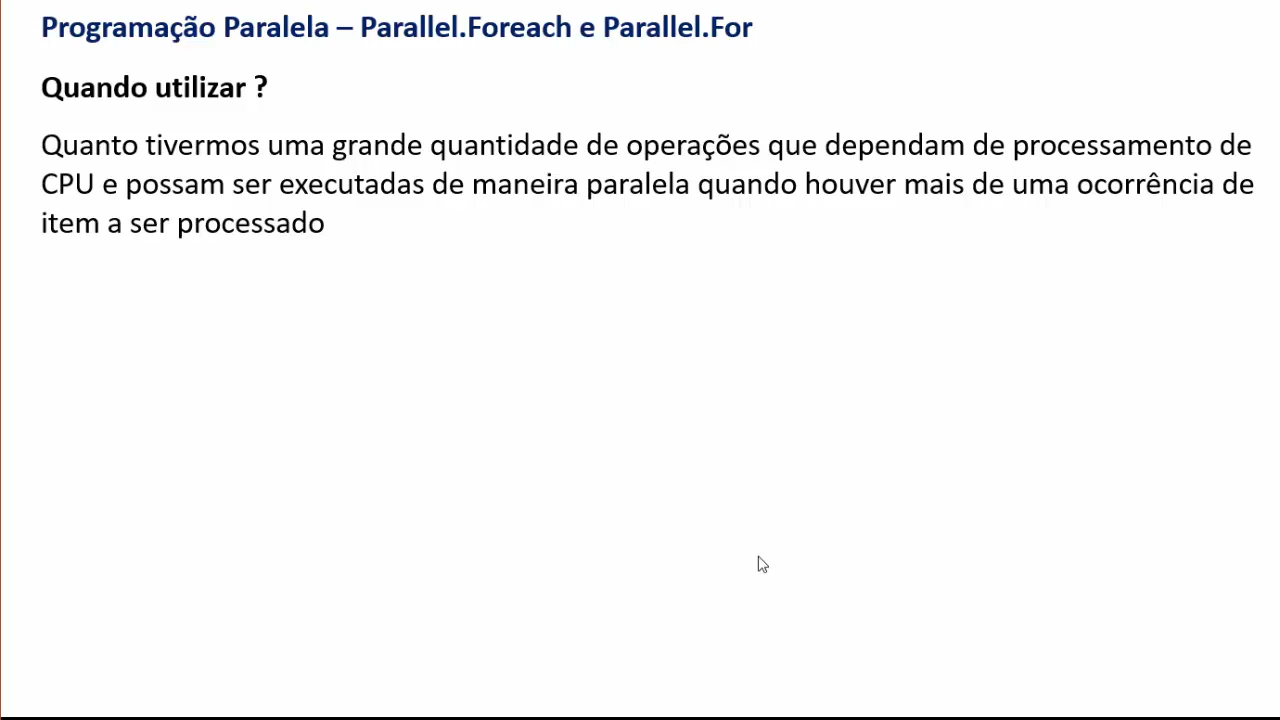 Programação Paralela – Parallel.Foreach e Parallel.For
Quando utilizar ?
Quanto tivermos uma grande quantidade de operações que dependam de processamento de
CPU e possam ser executadas de maneira paralela quando houver mais de uma ocorrência de
item a ser processado